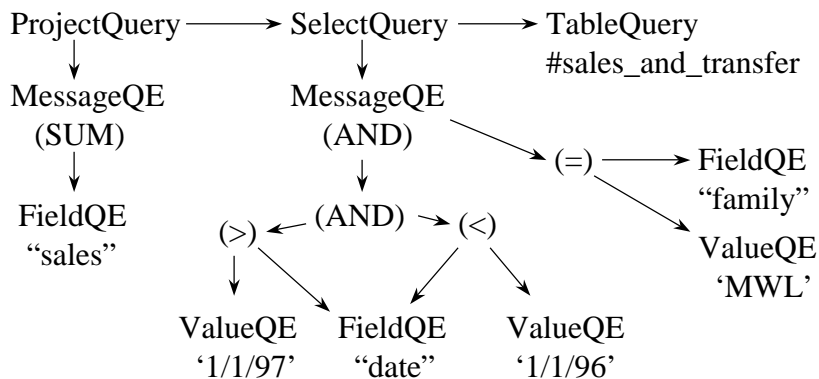 ProjectQuery SelectQuery TableQuery
#sales_and_transfer
MessageQE MessageQE
(SUM) (AND)
(=) FieldQE
“family”
FieldQE
“sales”
(>) (AND) (<)
ValueQE
‘MWL’
ValueQE FieldQE ValueQE
‘1/1/97’ “date” ‘1/1/96’